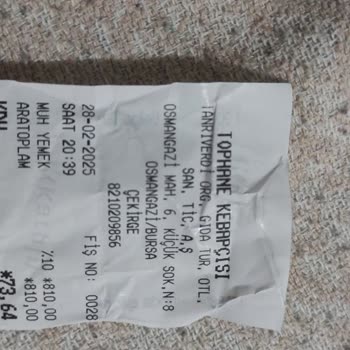 TOPHANE KEBAPÇISI
TANRIVERDİ ORG, GIDA TUR, OTL,
SAN, TİC, A,Ş
OSMANGAZİ MAH, 6, KÜÇÜK SOK,N:8
OSMANGAZİ/BURSA
ÇEKİRGE
8210209856
28-02-2025 FİŞ NO: 0028
SAAT 20:39
MUH YEMEK %10 *810,00
ARATOPLAM *810,00
KDV *73,64